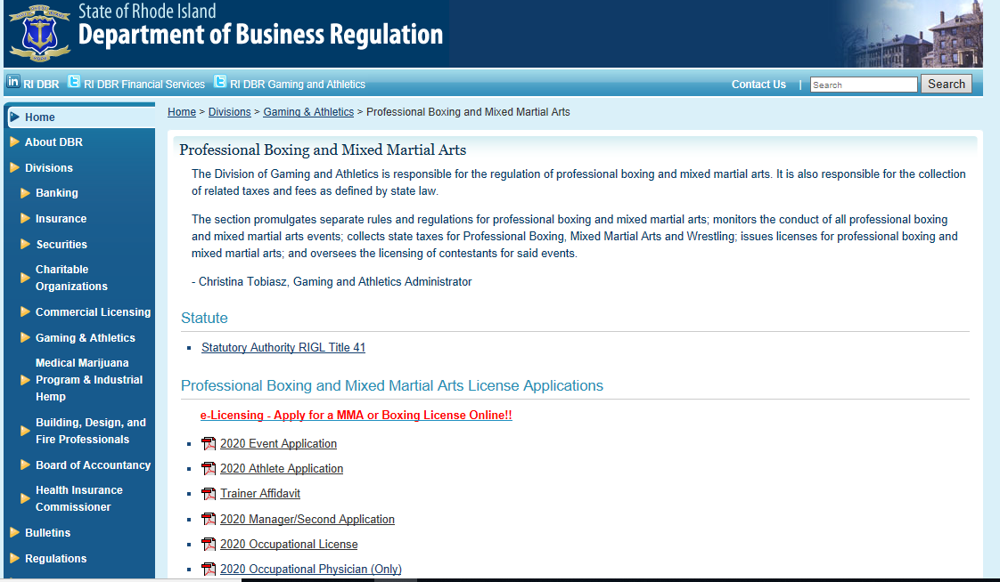 State of Rhode Island
Department of Business Regulation
in RI DBR RI DBR Financial Services RI DBR Gaming and Athletics Contact Us | Search Search
Home
About DBR
Divisions
Banking
Insurance
Securities
Charitable
Organizations
Commercial Licensing
Gaming & Athletics
Medical Marijuana
Program & Industrial
Hemp
Building, Design, and
Fire Professionals
Board of Accountancy
Health Insurance
Commissioner
Bulletins
Regulations
Home > Divisions > Gaming & Athletics > Professional Boxing and Mixed Martial Arts
Professional Boxing and Mixed Martial Arts
The Division of Gaming and Athletics is responsible for the regulation of professional boxing and mixed martial arts. It is also responsible for the collection
of related taxes and fees as defined by state law.
The section promulgates separate rules and regulations for professional boxing and mixed martial arts; monitors the conduct of all professional boxing
and mixed martial arts events; collects state taxes for Professional Boxing, Mixed Martial Arts and Wrestling; issues licenses for professional boxing and
mixed martial arts; and oversees the licensing of contestants for said events.
- Christina Tobiasz, Gaming and Athletics Administrator
Statute
Statutory Authority RIGL Title 41
Professional Boxing and Mixed Martial Arts License Applications
e-Licensing - Apply for a MMA or Boxing License Online!!
2020 Event Application
2020 Athlete Application
Trainer Affidavit
2020 Manager/Second Application
2020 Occupational License
2020 Occupational Physician (Only)